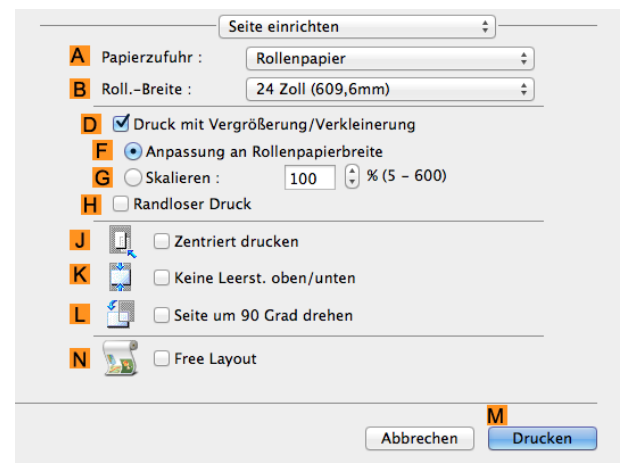 Seite einrichten
A Papierzufuhr : Rollenpapier
B Roll.-Breite : 24 Zoll (609,6mm)
D Druck mit Vergrößerung/Verkleinerung
F Anpassung an Rollenpapierbreite
G Skalieren : 100 % (5 - 600)
H Randloser Druck
J Zentriert drucken
K Keine Leerst. oben/unten
L Seite um 90 Grad drehen
N Free Layout
M
Abbrechen Drucken